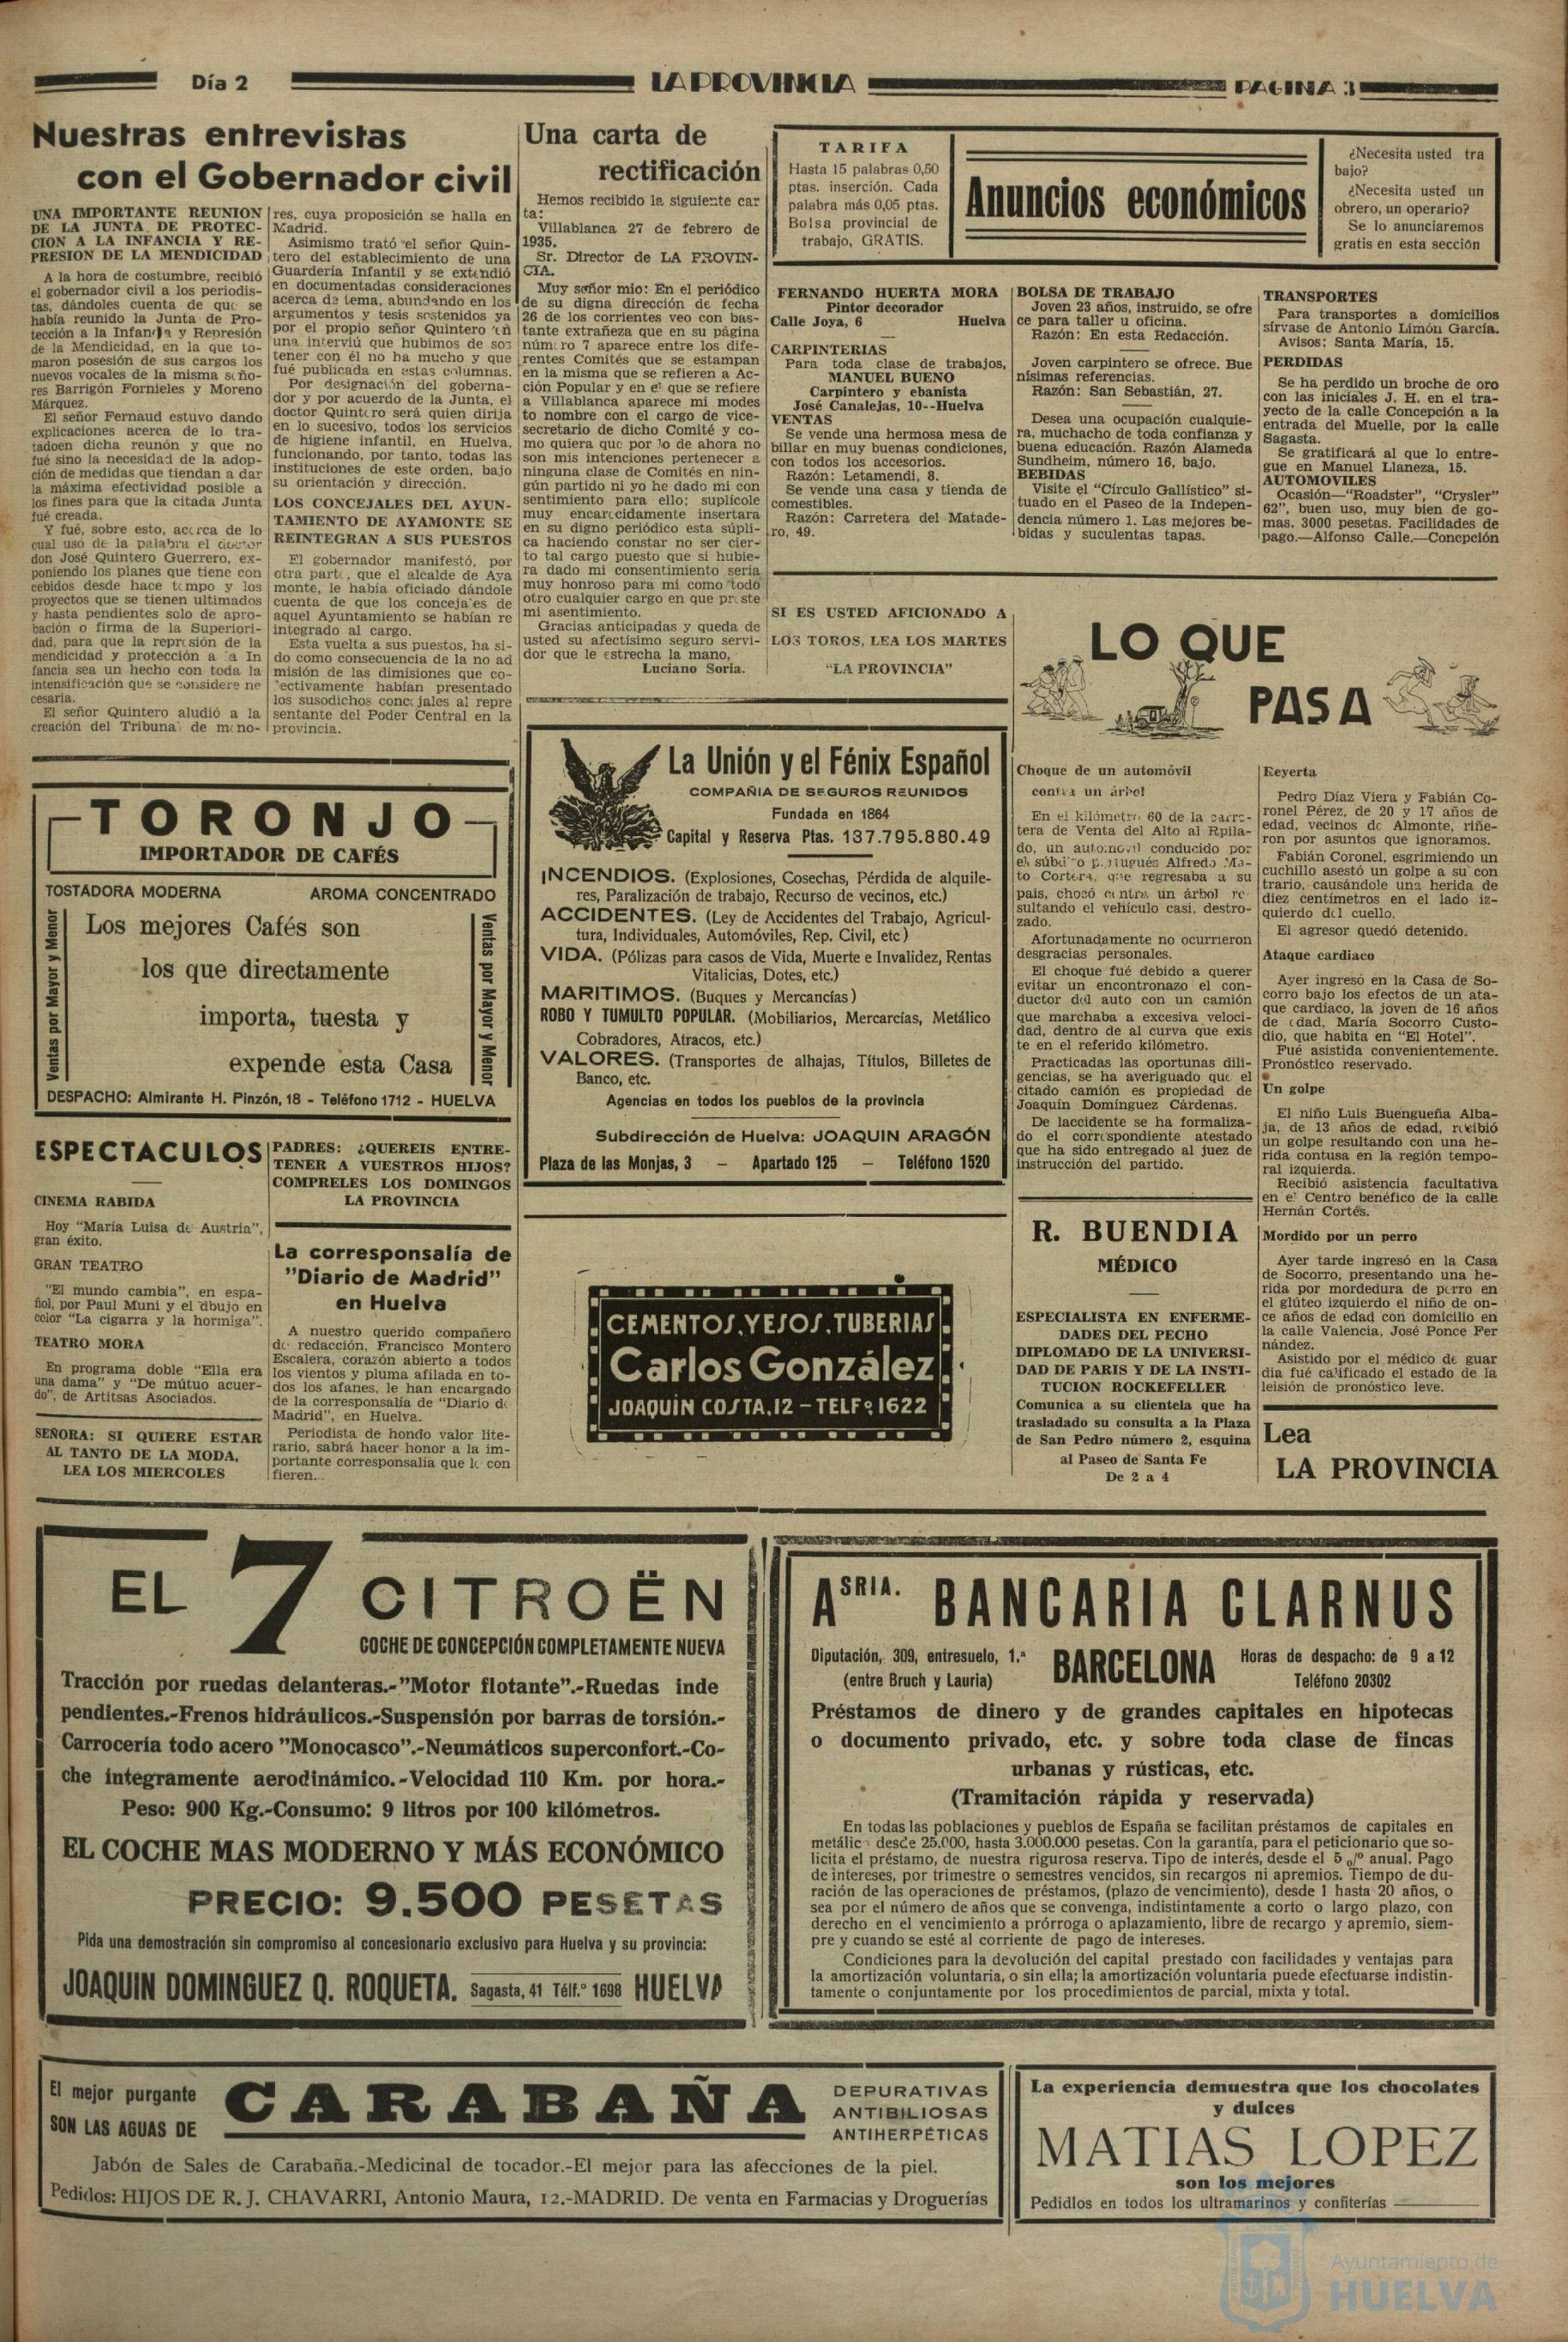 Día 2
LA PROVINCIA
PAGINA 3
Nuestras entrevistas
con el Gobernador civil
UNA IMPORTANTE REUNION
DE LA JUNTA DE PROTEC-
CION A LA INFANCIA Y RE-
PRESION DE LA MENDICIDAD
A la hora de costumbre, recibió
el gobernador civil a los periodis-
tas, dándoles cuenta de que se
había reunido la Junta de Pro-
tección a la Infancia y Represión
de la Mendicidad, en la que to-
maron posesión de sus cargos los
nuevos vocales de la misma seño-
res Barrigón Fornieles y Moreno
Márquez.
El señor Fernaud estuvo dando
explicaciones acerca de lo tra-
tadoen dicha reunón y que no
fué sino la necesidad de la adop-
ción de medidas que tiendan a dar
la máxima efectividad posible a
los fines para que la citada Junta
fué creada.
Y fué, sobre esto, acerca de lo
cual usó de la palabra el doctor
don José Quintero Guerrero, ex-
poniendo los planes que tiene con
cebidos desde hace tiempo y los
proyectos que se tienen ultimados
y hasta pendientes solo de apro-
bación o firma de la Superiori-
dad, para que la represión de la
mendicidad y protección a la In
fancia sea un hecho con toda la
intensificación que se considere ne
cesaria.
El señor Quintero aludió a la
creación del Tribunal de meno-
res, cuya proposición se halla en
Madrid.
Asimismo trató el señor Quin-
tero del establecimiento de una
Guardería Infantil y se extendió
en documentadas consideraciones
acerca de tema, abundando en los
argumentos y tesis sostenidos ya
por el propio señor Quintero en
una interviú que hubimos de sos
tener con él no ha mucho y que
fué publicada en estas columnas.
Por designación del goberna-
dor y por acuerdo de la Junta, el
doctor Quintero será quien dirija
en lo sucesivo, todos los servicios
de higiene infantil, en Huelva,
funcionando, por tanto, todas las
instituciones de este orden, bajo
su orientación y dirección.
LOS CONCEJALES DEL AYUN-
TAMIENTO DE AYAMONTE SE
REINTEGRAN A SUS PUESTOS
El gobernador manifestó, por
otra parte, que el alcalde de Aya
monte, le había oficiado dándole
cuenta de que los concejales de
aquel Ayuntamiento se habían re
integrado al cargo.
Esta vuelta a sus puestos, ha si-
do como consecuencia de la no ad
misión de las dimisiones que co-
lectivamente habían presentado
los susodichos concejales al repre
sentante del Poder Central en la
provincia.
Una carta de
rectificación
Hemos recibido la siguiente car
ta:
Villablanca 27 de febrero de
1935.
Sr. Director de LA PROVIN-
CIA.
Muy señor mio: En el periódico
de su digna dirección de fecha
26 de los corrientes veo con bas-
tante extrañeza que en su página
número 7 aparece entre los dife-
rentes Comités que se estampan
en la misma que se refieren a Ac-
ción Popular y en el que se refiere
a Villablanca aparece mi modes
to nombre con el cargo de vice-
secretario de dicho Comité y co-
mo quiera que por lo de ahora no
son mis intenciones pertenecer a
ninguna clase de Comités en nin-
gún partido ni yo he dado mi con
sentimiento para ello; suplicole
muy encarecidamente insertara
en su digno periódico esta súpli-
ca haciendo constar no ser cier-
to tal cargo puesto que si hubie-
ra dado mi consentimiento sería
muy honroso para mi como todo
otro cualquier cargo en que preste
mi asentimiento.
Gracias anticipadas y queda de
usted su afectísimo seguro servi-
dor que le estrecha la mano,
Luciano Soria.
TARIFA
Hasta 15 palabras 0,50
ptas. inserción. Cada
palabra más 0,05 ptas.
Bolsa provincial de
trabajo, GRATIS.
Anuncios económicos
¿Necesita usted tra
bajo?
¿Necesita usted un
obrero, un operario?
Se lo anunciaremos
gratis en esta sección
FERNANDO HUERTA MORA
Pintor decorador
Calle Joya, 6 Huelva
CARPINTERIAS
Para toda clase de trabajos,
MANUEL BUENO
Carpintero y ebanista
José Canalejas, 10--Huelva
VENTAS
Se vende una hermosa mesa de
billar en muy buenas condiciones,
con todos los accesorios.
Razón: Letamendi, 8.
Se vende una casa y tienda de
comestibles.
Razón: Carretera del Matade-
ro, 49.
BOLSA DE TRABAJO
Joven 23 años, instruido, se ofre
ce para taller u oficina.
Razón: En esta Redacción.
Joven carpintero se ofrece. Bue
nísimas referencias.
Razón: San Sebastián, 27.
Desea una ocupación cualquie-
ra, muchacho de toda confianza y
buena educación. Razón Alameda
Sundheim, número 16, bajo.
BEBIDAS
Visite el "Círculo Gallístico" si-
tuado en el Paseo de la Indepen-
dencia número 1. Las mejores be-
bidas y suculentas tapas.
TRANSPORTES
Para transportes a domicilios
sírvase de Antonio Limón García.
Avisos: Santa María, 15.
PERDIDAS
Se ha perdido un broche de oro
con las iniciales J. H. en el tra-
yecto de la calle Concepción a la
entrada del Muelle, por la calle
Sagasta.
Se gratificará al que lo entre-
gue en Manuel Llaneza, 15.
AUTOMOVILES
Ocasión—"Roadster", "Crysler"
62", buen uso, muy bien de go-
mas. 3000 pesetas. Facilidades de
pago.—Alfonso Calle.—Concepción
SI ES USTED AFICIONADO A
LOS TOROS, LEA LOS MARTES
"LA PROVINCIA"
LO QUE
PASA
Choque de un automóvil
contra un árbol
En el kilómetro 60 de la carre-
tera de Venta del Alto al Rpila-
do, un automóvil conducido por
el súbdito portugués Alfredo Ma-
to Cortera, que regresaba a su
pais, chocó contra un árbol re-
sultando el vehículo casi, destro-
zado.
Afortunadamente no ocurrieron
desgracias personales.
El choque fué debido a querer
evitar un encontronazo el con-
ductor del auto con un camión
que marchaba a excesiva veloci-
dad, dentro de al curva que exis
te en el referido kilómetro.
Practicadas las oportunas dili-
gencias, se ha averiguado que el
citado camión es propiedad de
Joaquín Domínguez Cárdenas.
De laccidente se ha formaliza-
do el correspondiente atestado
que ha sido entregado al juez de
instrucción del partido.
Reyerta
Pedro Díaz Viera y Fabián Co-
ronel Pérez, de 20 y 17 años de
edad, vecinos de Almonte, riñe-
ron por asuntos que ignoramos.
Fabián Coronel, esgrimiendo un
cuchillo asestó un golpe a su con
trario, causándole una herida de
diez centímetros en el lado iz-
quierdo del cuello.
El agresor quedó detenido.
Ataque cardiaco
Ayer ingresó en la Casa de So-
corro bajo los efectos de un ata-
que cardíaco, la joven de 16 años
de edad, María Socorro Custo-
dio, que habita en "El Hotel".
Fué asistida convenientemente.
Pronóstico reservado.
Un golpe
El niño Luis Buengueña Alba-
ja, de 13 años de edad, recibió
un golpe resultando con una he-
rida contusa en la región tempo-
ral izquierda.
Recibió asistencia facultativa
en el Centro benéfico de la calle
Hernán Cortés.
Mordido por un perro
Ayer tarde ingresó en la Casa
de Socorro, presentando una he-
rida por mordedura de perro en
el glúteo izquierdo el niño de on-
ce años de edad con domicilio en
la calle Valencia, José Ponce Fer
nández.
Asistido por el médico de guar
dia fué calificado el estado de la
leisión de pronóstico leve.
Lea
LA PROVINCIA
R. BUENDIA
MÉDICO
ESPECIALISTA EN ENFERME-
DADES DEL PECHO
DIPLOMADO DE LA UNIVERSI-
DAD DE PARIS Y DE LA INSTI-
TUCION ROCKEFELLER
Comunica a su clientela que ha
trasladado su consulta a la Plaza
de San Pedro número 2, esquina
al Paseo de Santa Fe
De 2 a 4
TORONJO
IMPORTADOR DE CAFÉS
TOSTADORA MODERNA AROMA CONCENTRADO
Ventas por Mayor y Menor
Los mejores Cafés son
los que directamente
importa, tuesta y
expende esta Casa
Ventas por Mayor y Menor
DESPACHO: Almirante H. Pinzón, 18 - Teléfono 1712 - HUELVA
La Unión y el Fénix Español
COMPAÑIA DE SEGUROS REUNIDOS
Fundada en 1864
Capital y Reserva Ptas. 137.795.880.49
INCENDIOS. (Explosiones, Cosechas, Pérdida de alquile-
res, Paralización de trabajo, Recurso de vecinos, etc.)
ACCIDENTES. (Ley de Accidentes del Trabajo, Agricul-
tura, Individuales, Automóviles, Rep. Civil, etc)
VIDA. (Pólizas para casos de Vida, Muerte e Invalidez, Rentas
Vitalicias, Dotes, etc.)
MARITIMOS. (Buques y Mercancías)
ROBO Y TUMULTO POPULAR. (Mobiliarios, Mercarcías, Metálico
Cobradores, Atracos, etc.)
VALORES. (Transportes de alhajas, Títulos, Billetes de
Banco, etc.
Agencias en todos los pueblos de la provincia
Subdirección de Huelva: JOAQUIN ARAGÓN
Plaza de las Monjas, 3 — Apartado 125 — Teléfono 1520
ESPECTACULOS
CINEMA RABIDA
Hoy "María Luisa de Austria",
gran éxito.
GRAN TEATRO
"El mundo cambia", en espa-
ñol, por Paul Muni y el dbujo en
color "La cigarra y la hormiga".
TEATRO MORA
En programa doble "Ella era
una dama" y "De mútuo acuer-
do", de Artitsas Asociados.
SEÑORA: SI QUIERE ESTAR
AL TANTO DE LA MODA,
LEA LOS MIERCOLES
PADRES: ¿QUEREIS ENTRE-
TENER A VUESTROS HIJOS?
COMPRELES LOS DOMINGOS
LA PROVINCIA
La corresponsalía de
"Diario de Madrid"
en Huelva
A nuestro querido compañero
de redacción, Francisco Montero
Escalera, corazón abierto a todos
los vientos y pluma afilada en to-
dos los afanes, le han encargado
de la corresponsalía de "Diario de
Madrid", en Huelva.
Periodista de hondo valor lite-
rario, sabrá hacer honor a la im-
portante corresponsalía que le con
fieren.
CEMENTOS, YESOS, TUBERIAS
Carlos González
JOAQUIN COSTA, 12 - TELFº 1622
EL 7 CITROËN
COCHE DE CONCEPCIÓN COMPLETAMENTE NUEVA
Tracción por ruedas delanteras.-"Motor flotante".-Ruedas inde
pendientes.-Frenos hidráulicos.-Suspensión por barras de torsión.-
Carrocería todo acero "Monocasco".-Neumáticos superconfort.-Co-
che integramente aerodinámico.-Velocidad 110 Km. por hora.-
Peso: 900 Kg.-Consumo: 9 litros por 100 kilómetros.
EL COCHE MAS MODERNO Y MÁS ECONÓMICO
PRECIO: 9.500 PESETAS
Pida una demostración sin compromiso al concesionario exclusivo para Huelva y su provincia:
JOAQUIN DOMINGUEZ Q. ROQUETA. Sagasta, 41 Télf.º 1698 HUELVA
ASRIA. BANCARIA CLARNUS
Diputación, 309, entresuelo, 1.ª
(entre Bruch y Lauria)
BARCELONA
Horas de despacho: de 9 a 12
Teléfono 20302
Préstamos de dinero y de grandes capitales en hipotecas
o documento privado, etc. y sobre toda clase de fincas
urbanas y rústicas, etc.
(Tramitación rápida y reservada)
En todas las poblaciones y pueblos de España se facilitan préstamos de capitales en
metálico desde 25.000, hasta 3.000.000 pesetas. Con la garantía, para el peticionario que so-
licita el préstamo, de nuestra rigurosa reserva. Tipo de interés, desde el 5 % anual. Pago
de intereses, por trimestre o semestres vencidos, sin recargos ni apremios. Tiempo de du-
ración de las operaciones de préstamos, (plazo de vencimiento), desde 1 hasta 20 años, o
sea por el número de años que se convenga, indistintamente a corto o largo plazo, con
derecho en el vencimiento a prórroga o aplazamiento, libre de recargo y apremio, siem-
pre y cuando se esté al corriente de pago de intereses.
Condiciones para la devolución del capital prestado con facilidades y ventajas para
la amortización voluntaria, o sin ella; la amortización voluntaria puede efectuarse indistin-
tamente o conjuntamente por los procedimientos de parcial, mixta y total.
El mejor purgante
SON LAS AGUAS DE
CARABAÑA
DEPURATIVAS
ANTIBILIOSAS
ANTIHERPÉTICAS
Jabón de Sales de Carabaña.-Medicinal de tocador.-El mejor para las afecciones de la piel.
Pedidos: HIJOS DE R. J. CHAVARRI, Antonio Maura, 12.-MADRID. De venta en Farmacias y Droguerías
La experiencia demuestra que los chocolates
y dulces
MATIAS LOPEZ
son los mejores
Pedidlos en todos los ultramarinos y confiterías
Ayuntamiento de
HUELVA